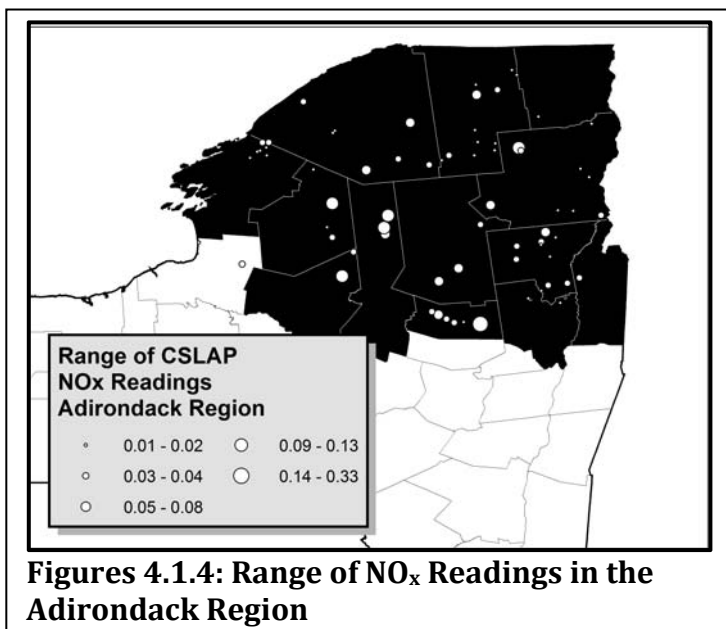 Range of CSLAP
NOx Readings
Adirondack Region
0.01 - 0.02
0.09 - 0.13
0.03 - 0.04
0.14 - 0.33
0.05 - 0.08
Figures 4.1.4: Range of NOₓ Readings in the
Adirondack Region